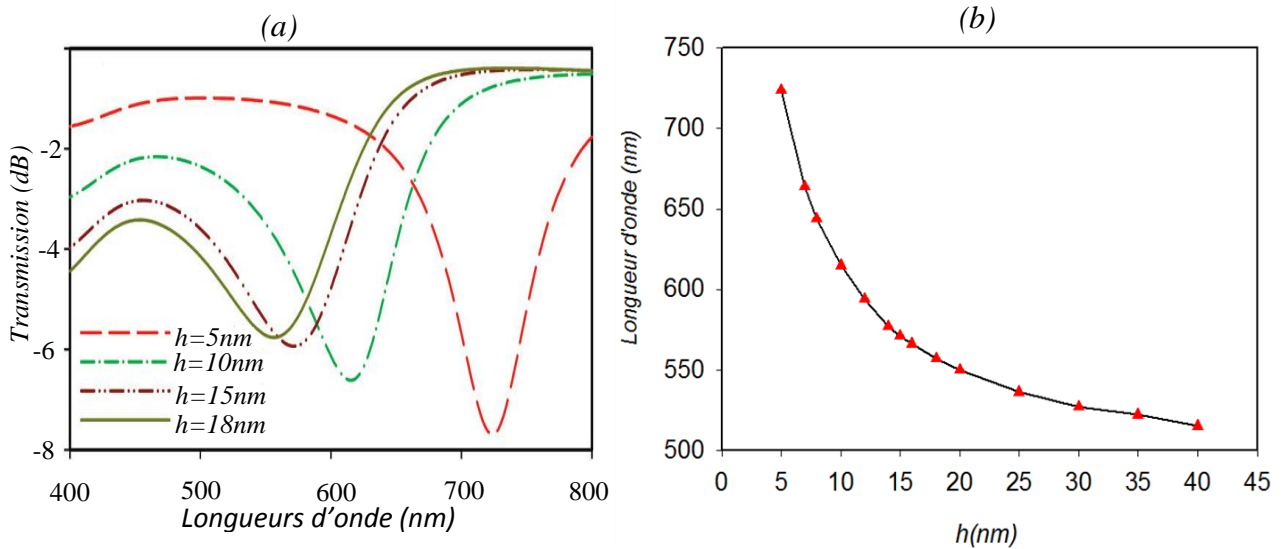 (a)
Transmission (dB)
-2
-4
-6
-8
h=5nm
h=10nm
h=15nm
h=18nm
400 500 600 700 800
Longueurs d'onde (nm)
(b)
Longueur d'onde (nm)
750
700
650
600
550
500
0 5 10 15 20 25 30 35 40 45
h(nm)